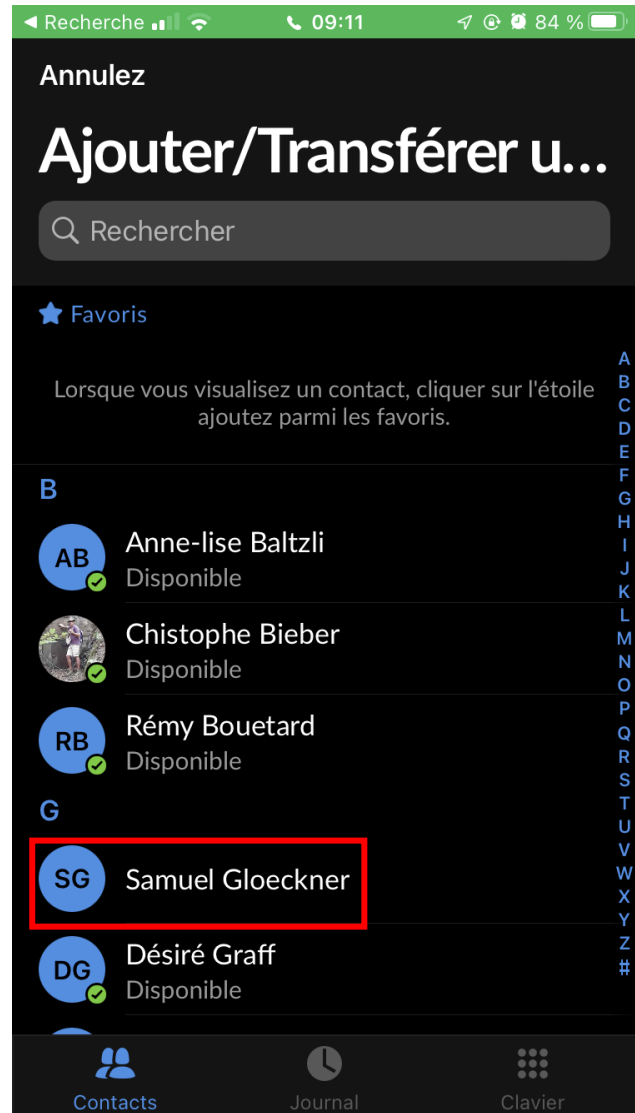 ◀ Recherche 09:11 84 %
Annulez
Ajouter/Transférer u...
Rechercher
Favoris
Lorsque vous visualisez un contact, cliquer sur l'étoile
ajoutez parmi les favoris.
B
AB Anne-lise Baltzli
Disponible
Chistophe Bieber
Disponible
RB Rémy Bouetard
Disponible
G
SG Samuel Gloeckner
DG Désiré Graff
Disponible
A
B
C
D
E
F
G
H
I
J
K
L
M
N
O
P
Q
R
S
T
U
V
W
X
Y
Z
#
Contacts Journal Clavier